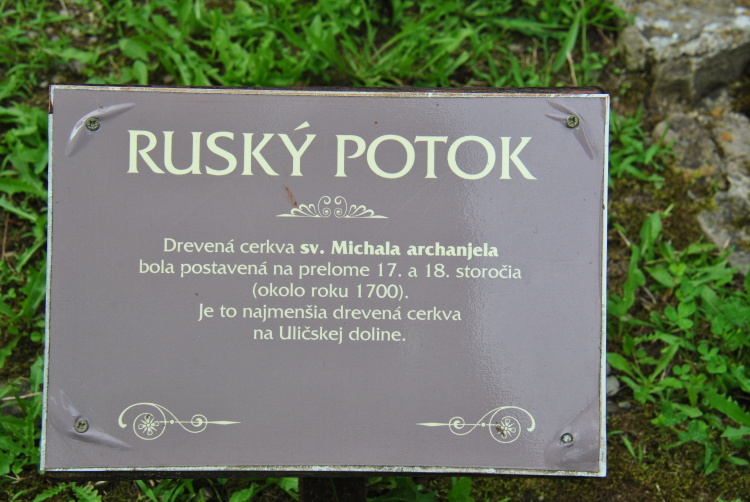 RUSKÝ POTOK
Drevená cerkva sv. Michala archanjela
bola postavená na prelome 17. a 18. storočia
(okolo roku 1700).
Je to najmenšia drevená cerkva
na Uličskej doline.